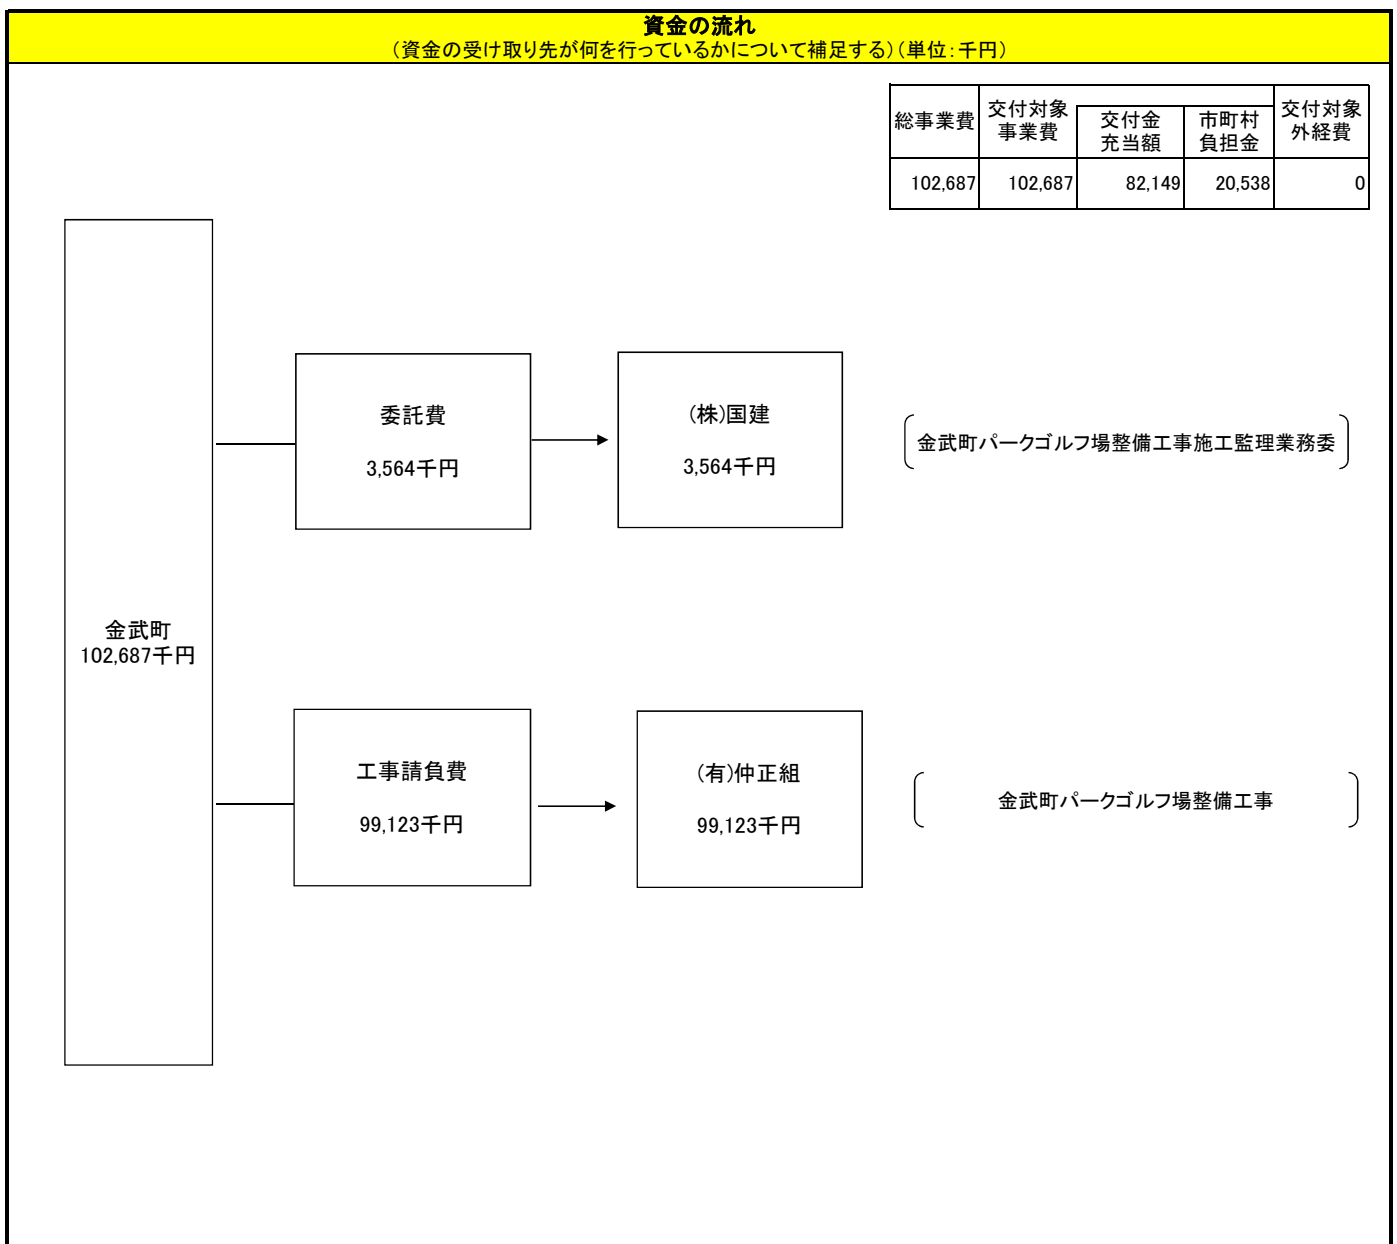 資金の流れ
（資金の受け取り先が何を行っているかについて補足する）（単位：千円）
総事業費
交付対象
事業費
交付金
充当額
市町村
負担金
交付対象
外経費
102,687
102,687
82,149
20,538
0
金武町
102,687千円
委託費
3,564千円
(株)国建
3,564千円
金武町パークゴルフ場整備工事施工監理業務委
工事請負費
99,123千円
(有)仲正組
99,123千円
金武町パークゴルフ場整備工事